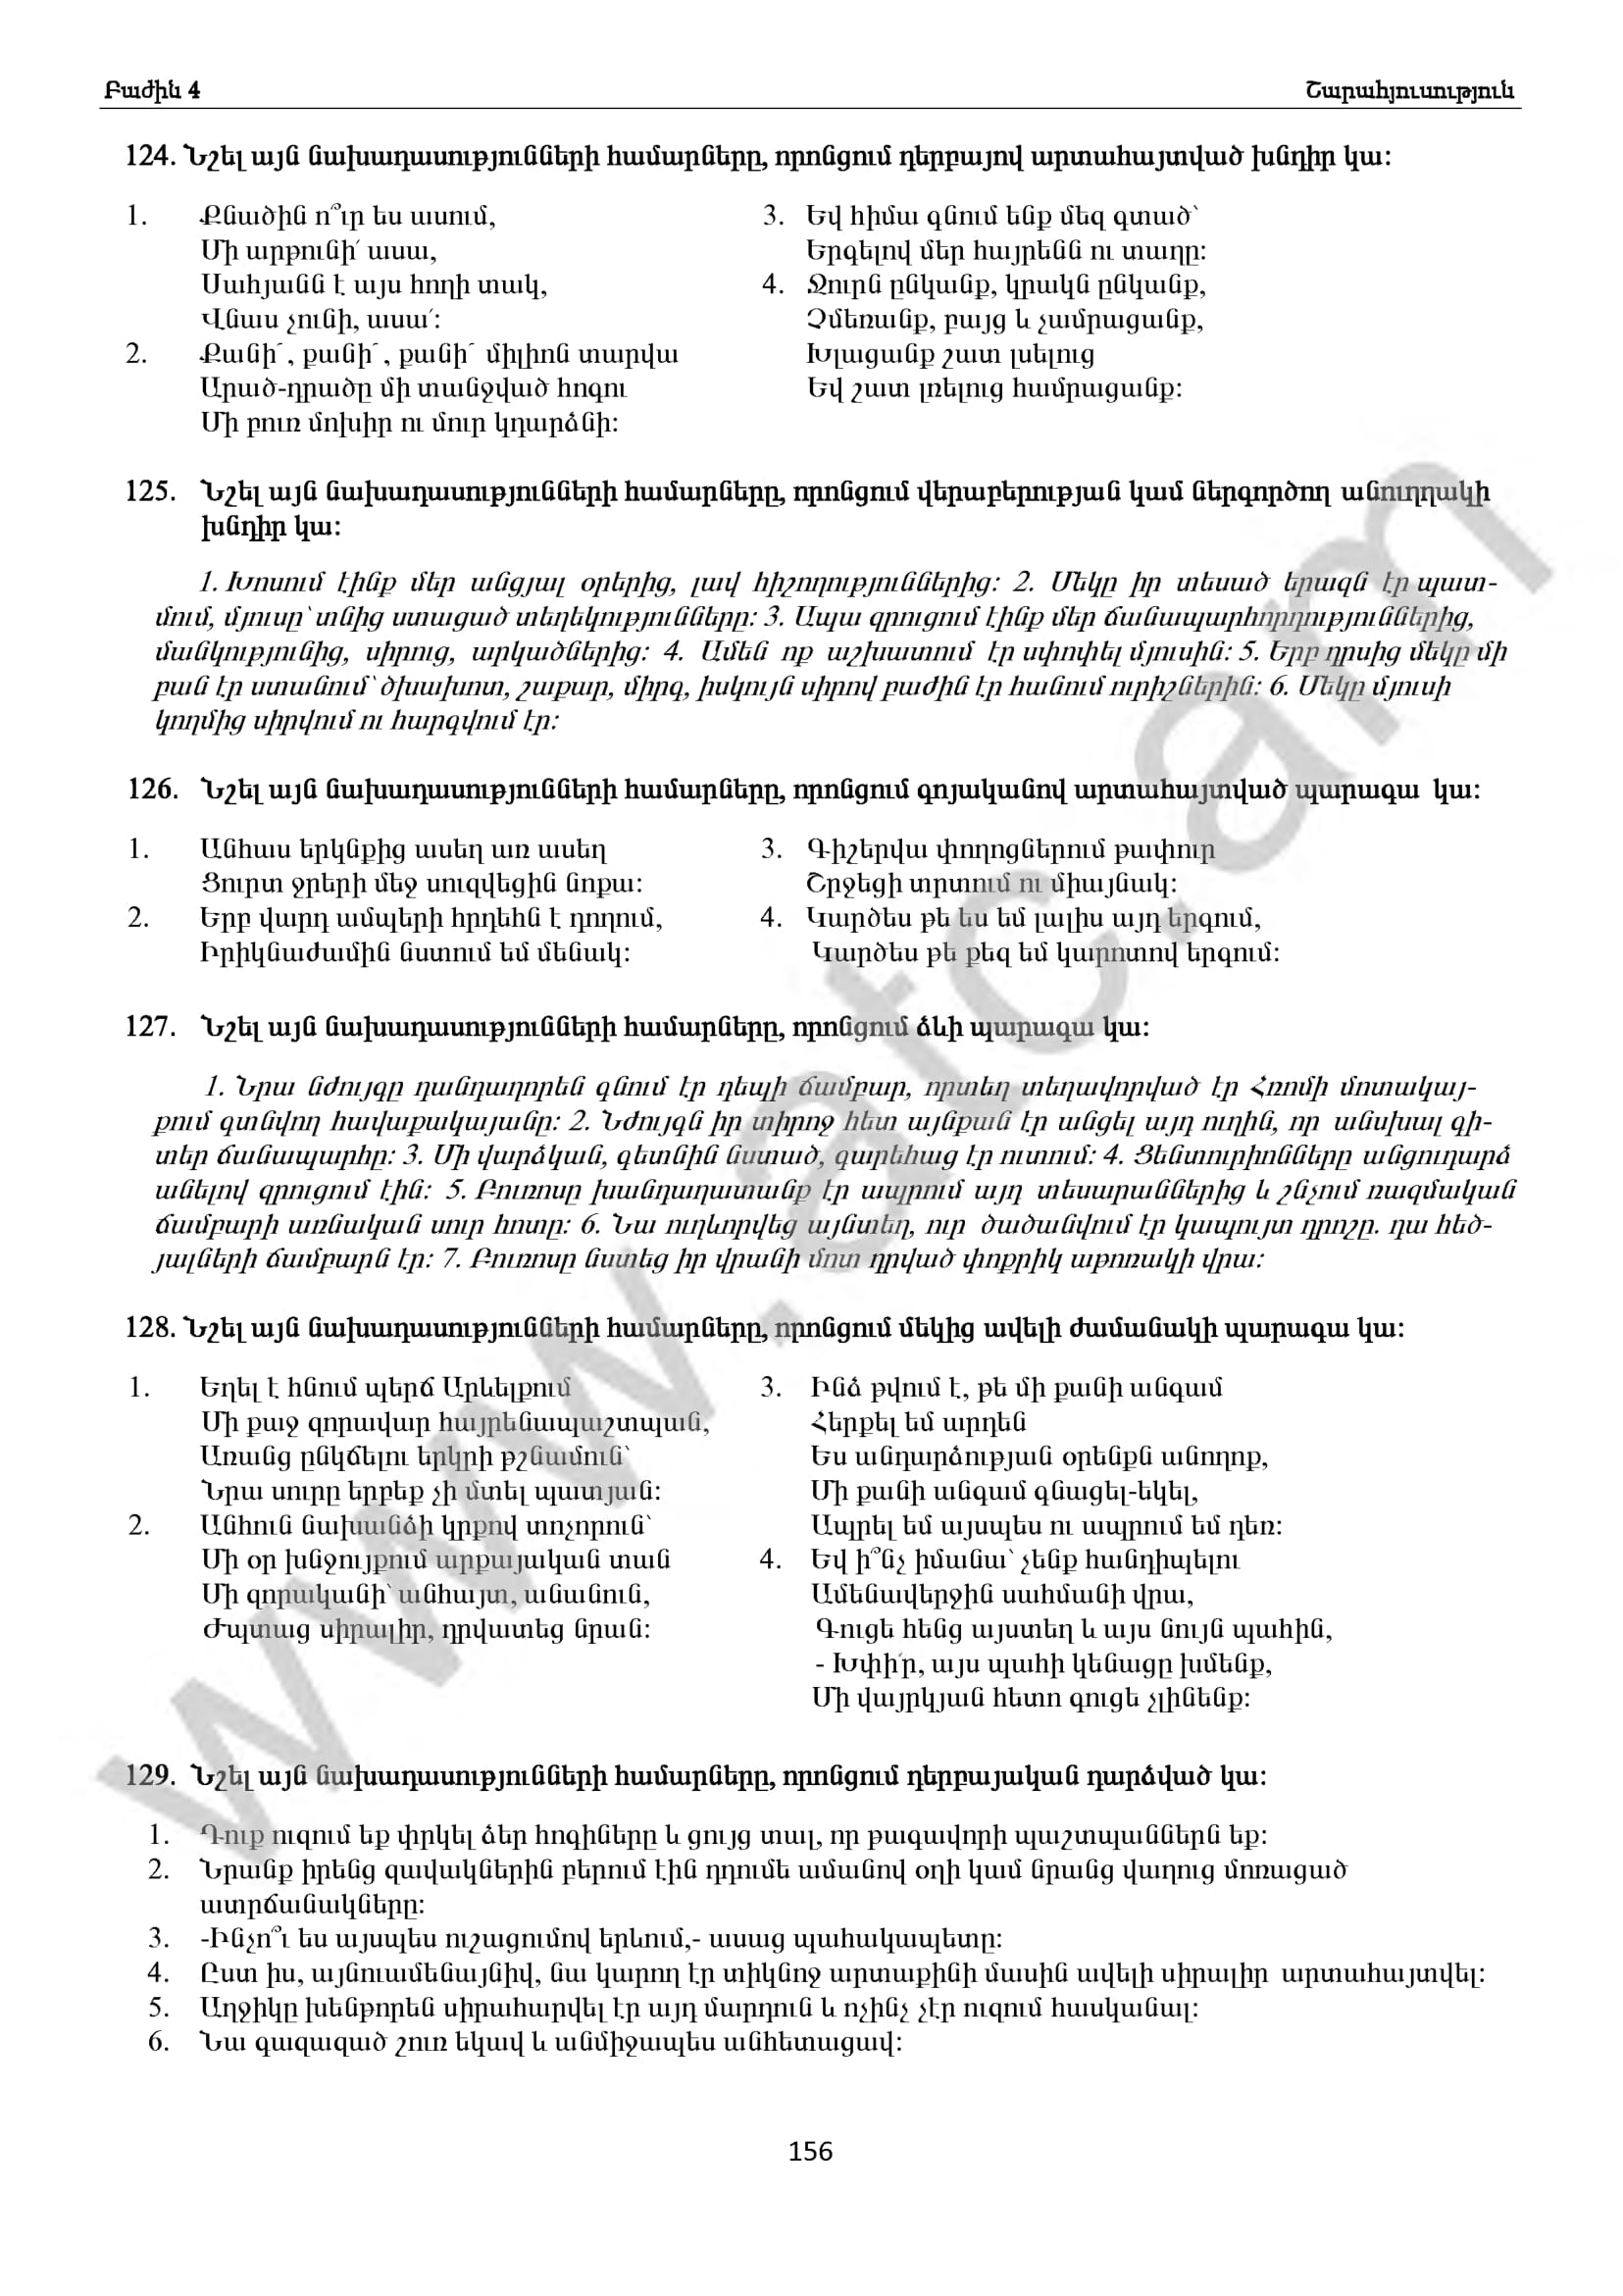 Բաժին 4
Շարահյուսություն
124. Նշել այն նախադասությունների համարները, որոնցում դերբայով արտահայտված խնդիր կա:
1. Քնածին ո՞ւր ես ասում,
Մի արթունի՛ ասա,
Սահյանն է այս հողի տակ,
Վնաս չունի, ասա՛:
2. Քանի՜, քանի՜, քանի՜ միլիոն տարվա
Արած-դրածը մի տանջված հոգու
Մի բուռ մոխիր ու մուր կդարձնի:
3. Եվ հիմա գնում ենք մեզ գտած՝
Երգելով մեր հայրենն ու տաղը:
4. Ջուրն ընկանք, կրակն ընկանք,
Չմեռանք, բայց և չամրացանք,
Խլացանք շատ լսելուց
Եվ շատ լռելուց համրացանք:
125. Նշել այն նախադասությունների համարները, որոնցում վերաբերության կամ ներգործող անուղղակի
խնդիր կա:
1. Խոսում էինք մեր անցյալ օրերից, լավ հիշողություններից: 2. Մեկը իր տեսած երազն էր պատ-
մում, մյուսը՝ տնից ստացած տեղեկությունները: 3. Ապա զրուցում էինք մեր ճանապարհորդություններից,
մանկությունից, սիրուց, արկածներից: 4. Ամեն ոք աշխատում էր սփոփել մյուսին: 5. Երբ դրսից մեկը մի
բան էր ստանում՝ ծխախոտ, շաքար, միրգ, իսկույն սիրով բաժին էր հանում ուրիշներին: 6. Մեկը մյուսի
կողմից սիրվում ու հարգվում էր:
126. Նշել այն նախադասությունների համարները, որոնցում գոյականով արտահայտված պարագա կա:
1. Անհաս երկնքից ասեղ առ ասեղ
Ցուրտ ջրերի մեջ սուզվեցին նոքա:
2. Երբ վարդ ամպերի հրդեհն է դողում,
Իրիկնաժամին նստում եմ մենակ:
3. Գիշերվա փողոցներում թափուր
Շրջեցի տրտում ու միայնակ:
4. Կարծես թե ես եմ լալիս այդ երգում,
Կարծես թե քեզ եմ կարոտով երգում:
127. Նշել այն նախադասությունների համարները, որոնցում ձևի պարագա կա:
1. Նրա նժույգը դանդաղորեն գնում էր դեպի ճամբար, որտեղ տեղավորված էր Հռոմի մոտակայ-
քում գտնվող հավաքակայանը: 2. Նժույգն իր տիրոջ հետ այնքան էր անցել այդ ուղին, որ անսխալ գի-
տեր ճանապարհը: 3. Մի վարձկան, գետնին նստած, գարեհաց էր ուտում: 4. Ցենտուրիոնները անցուդարձ
անելով զրուցում էին: 5. Բուռոսը խանդաղատանք էր ապրում այդ տեսարաններից և շնչում ռազմական
ճամբարի առնական սուր հոտը: 6. Նա ուղևորվեց այնտեղ, ուր ծածանվում էր կապույտ դրոշը. դա հեծ-
յալների ճամբարն էր: 7. Բուռոսը նստեց իր վրանի մոտ դրված փոքրիկ աթոռակի վրա:
128. Նշել այն նախադասությունների համարները, որոնցում մեկից ավելի ժամանակի պարագա կա:
1. Եղել է հնում պերճ Արևելքում
Մի քաջ զորավար հայրենապաշտպան,
Առանց ընկճելու երկրի թշնամուն՝
Նրա սուրը երբեք չի մտել պատյան:
2. Անհուն նախանձի կրքով տոչորուն՝
Մի օր խնջույքում արքայական տան
Մի զորականի՝ անհայտ, անանուն,
Ժպտաց սիրալիր, դրվատեց նրան:
3. Ինձ թվում է, թե մի քանի անգամ
Հերքել եմ արդեն
Ես անդարձության օրենքն անողոք,
Մի քանի անգամ գնացել-եկել,
Ապրել եմ այսպես ու ապրում եմ դեռ:
4. Եվ ի՞նչ իմանա՝ չենք հանդիպելու
Ամենավերջին սահմանի վրա,
Գուցե հենց այստեղ և այս նույն պահին,
- Խփի՛ր, այս պահի կենացը խմենք,
Մի վայրկյան հետո գուցե չլինենք:
129. Նշել այն նախադասությունների համարները, որոնցում դերբայական դարձված կա:
1. Դուք ուզում եք փրկել ձեր հոգիները և ցույց տալ, որ թագավորի պաշտպաններն եք:
2. Նրանք իրենց զավակներին բերում էին դդումե ամանով օղի կամ նրանց վաղուց մոռացած
ատրճանակները:
3. -Ինչո՞ւ ես այսպես ուշացումով երևում,- ասաց պահակապետը:
4. Ըստ իս, այնուամենայնիվ, նա կարող էր տիկնոջ արտաքինի մասին ավելի սիրալիր արտահայտվել:
5. Աղջիկը խենթորեն սիրահարվել էր այդ մարդուն և ոչինչ չէր ուզում հասկանալ:
6. Նա գազազած շուռ եկավ և անմիջապես անհետացավ:
156
www.atc.am